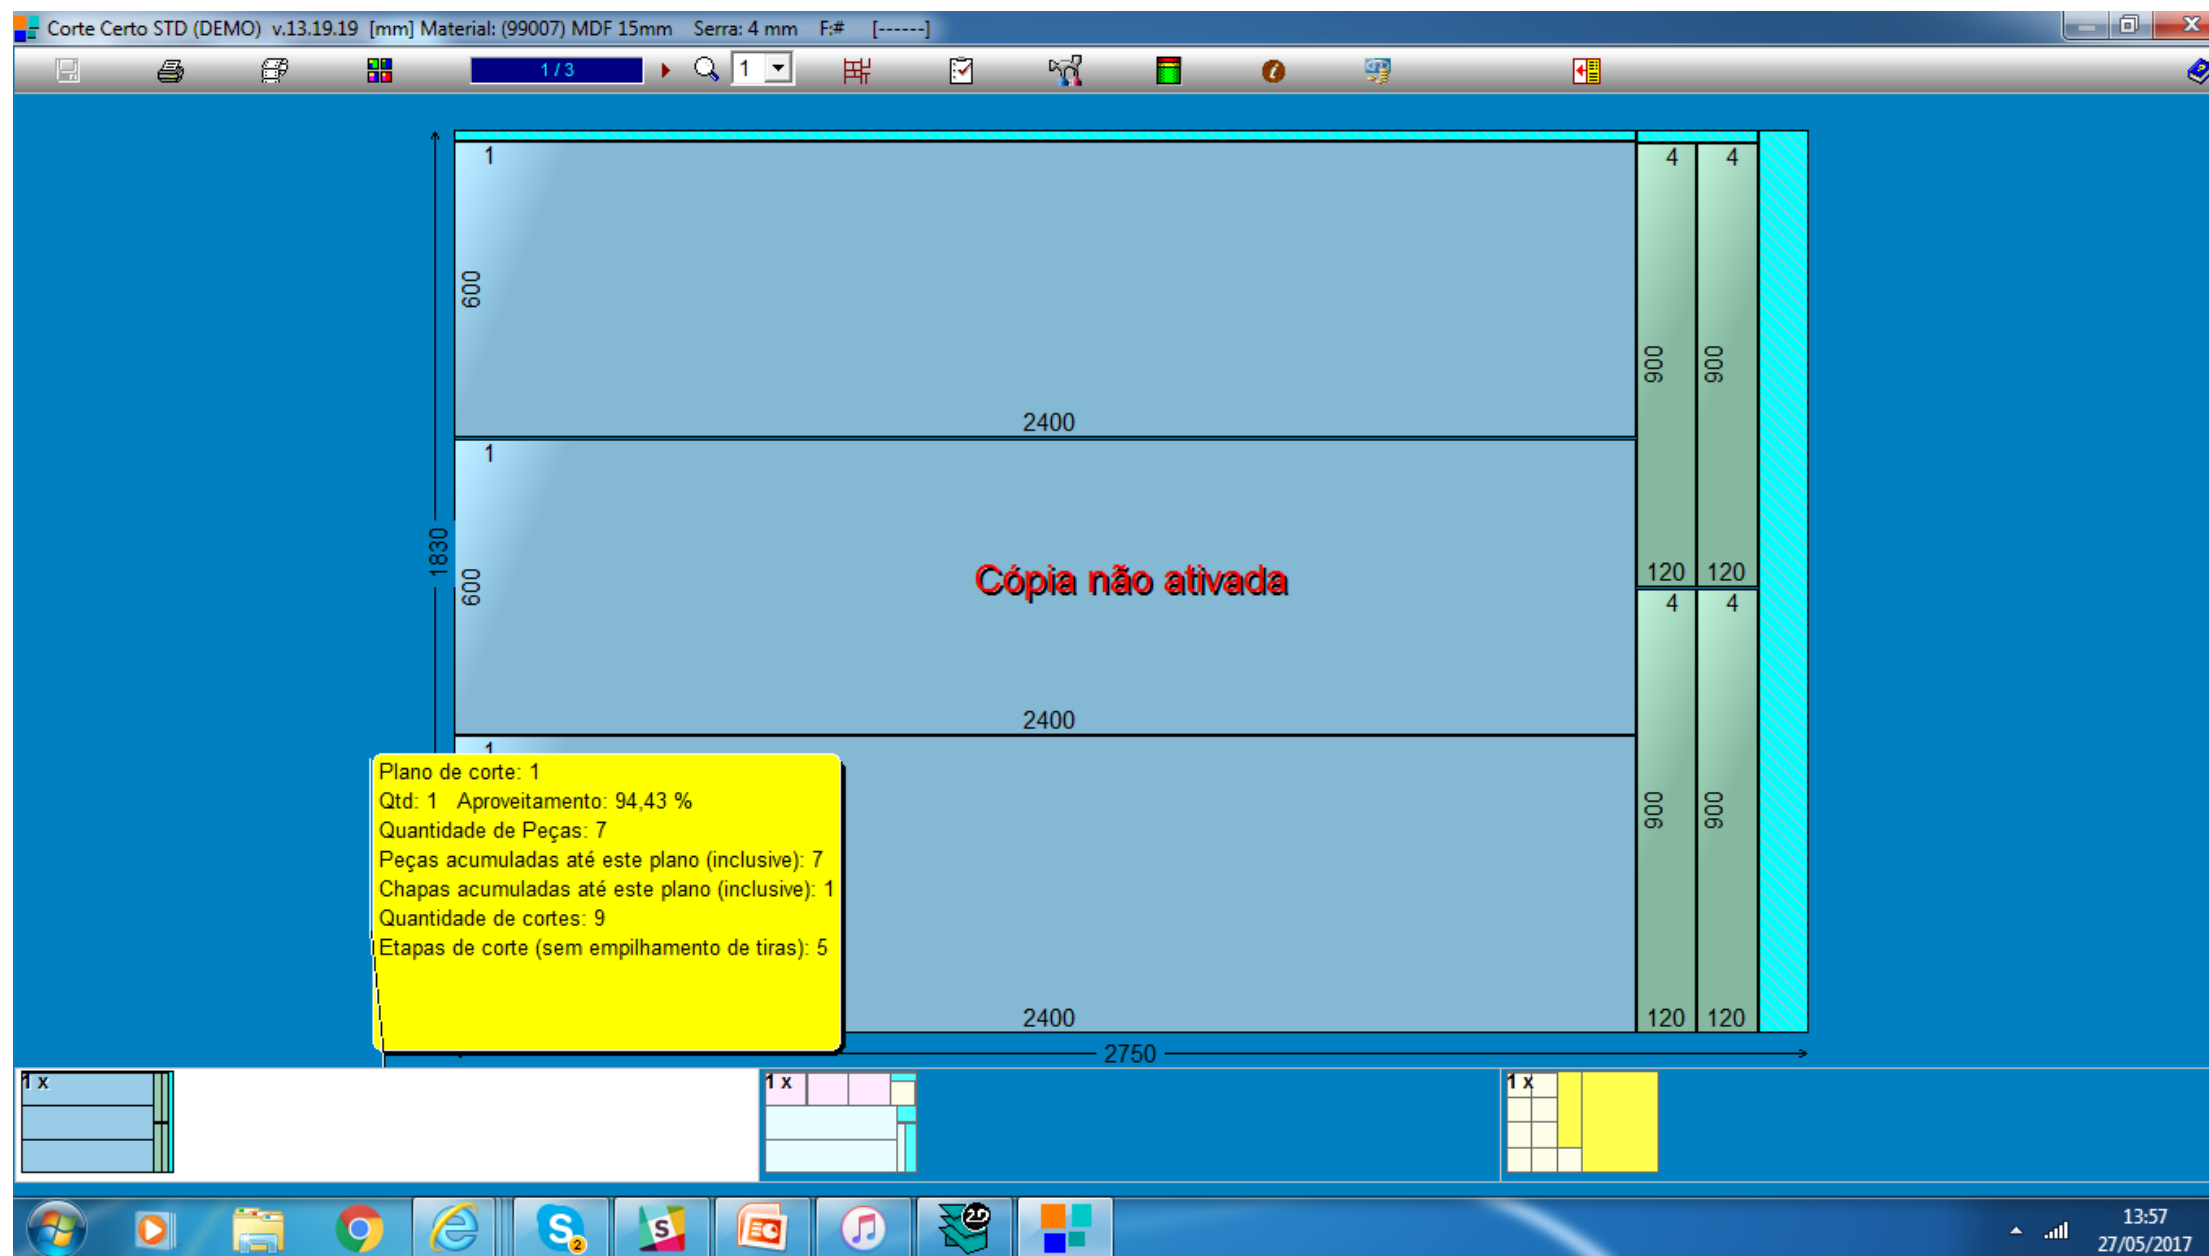 Corte Certo STD (DEMO) v.13.19.19 [mm] Material: (99007) MDF 15mm Serra: 4 mm F:# [------]
1 / 3
1
1
4
4
600
900
900
2400
1
1830
600
Cópia não ativada
120
120
4
4
2400
1
Plano de corte: 1
Qtd: 1 Aproveitamento: 94,43 %
Quantidade de Peças: 7
Peças acumuladas até este plano (inclusive): 7
Chapas acumuladas até este plano (inclusive): 1
Quantidade de cortes: 9
Etapas de corte (sem empilhamento de tiras): 5
900
900
2400
120
120
2750
1 x
1 x
1 x
13:57
27/05/2017